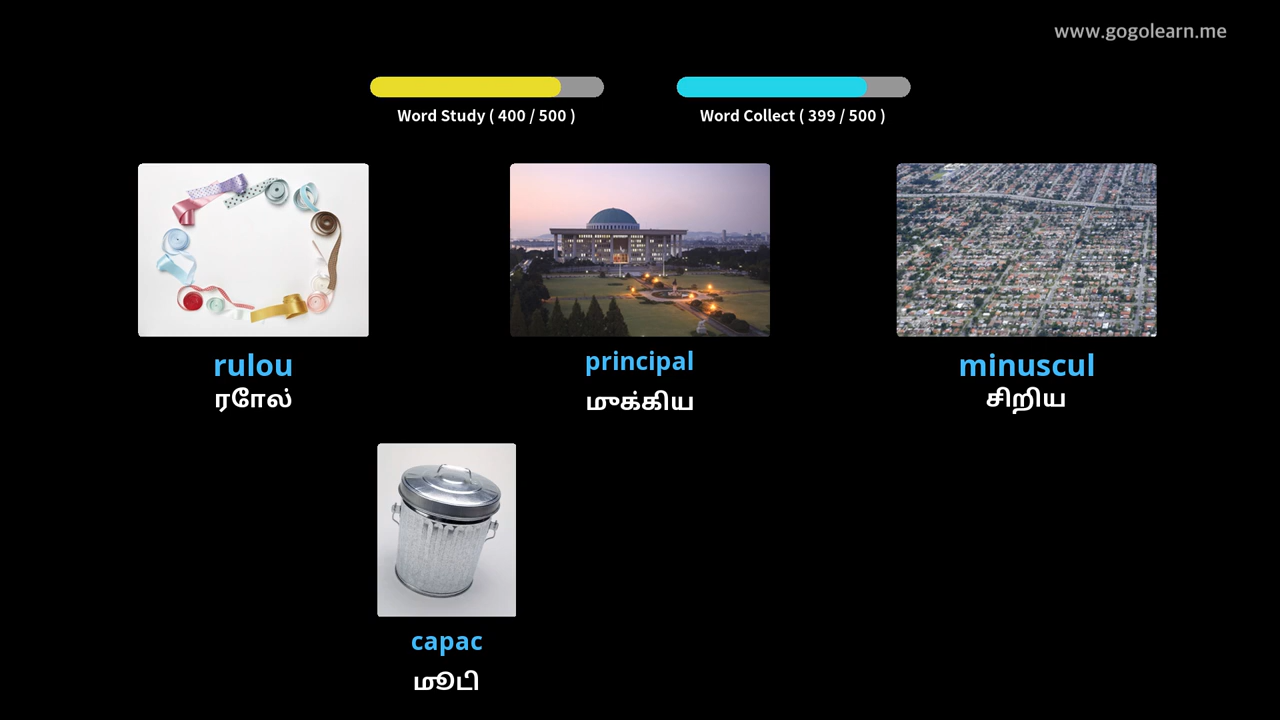 www.gogolearn.me
Word Study ( 400 / 500 )
Word Collect ( 399 / 500 )
rulou
ரோல்
principal
முக்கிய
minuscul
சிறிய
capac
மூடி